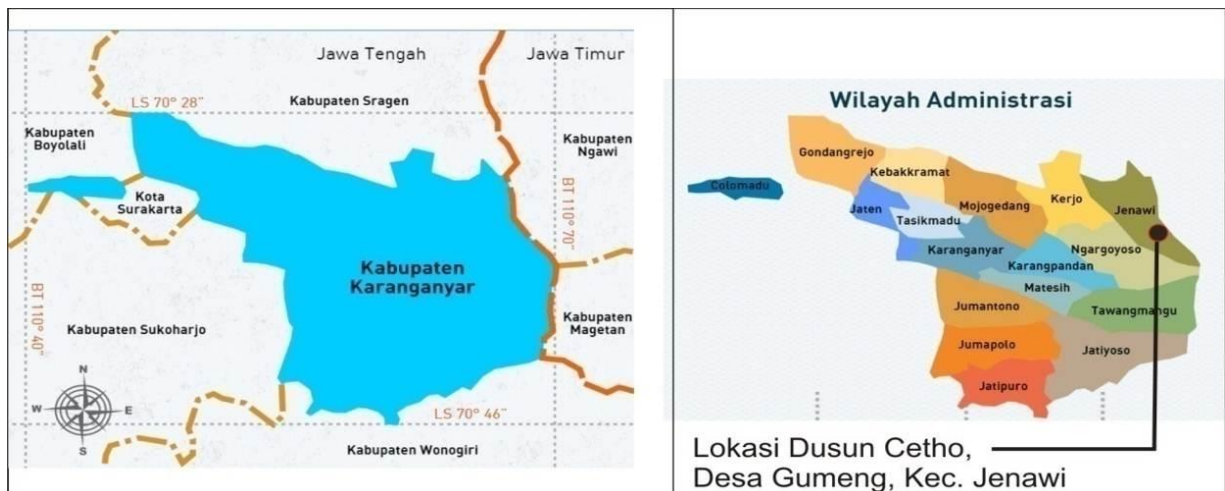 Jawa Tengah
Jawa Timur
LS 70° 28"
Kabupaten Sragen
Kabupaten
Boyolali
Kabupaten
Ngawi
Kota
Surakarta
BT 110° 70"
Kabupaten
Karanganyar
BT 110° 40"
Kabupaten Sukoharjo
Kabupaten
Magetan
N
W
E
S
LS 70° 46"
Kabupaten Wonogiri
Wilayah Administrasi
Gondangrejo
Kebakkramat
Colomadu
Jaten
Tasikmadu
Mojogedang
Kerjo
Jenawi
Karanganyar
Ngargoyoso
Karangpandan
Matesih
Jumantono
Tawangmangu
Jumapolo
Jatiyoso
Jatipuro
Lokasi Dusun Cetho,
Desa Gumeng, Kec. Jenawi